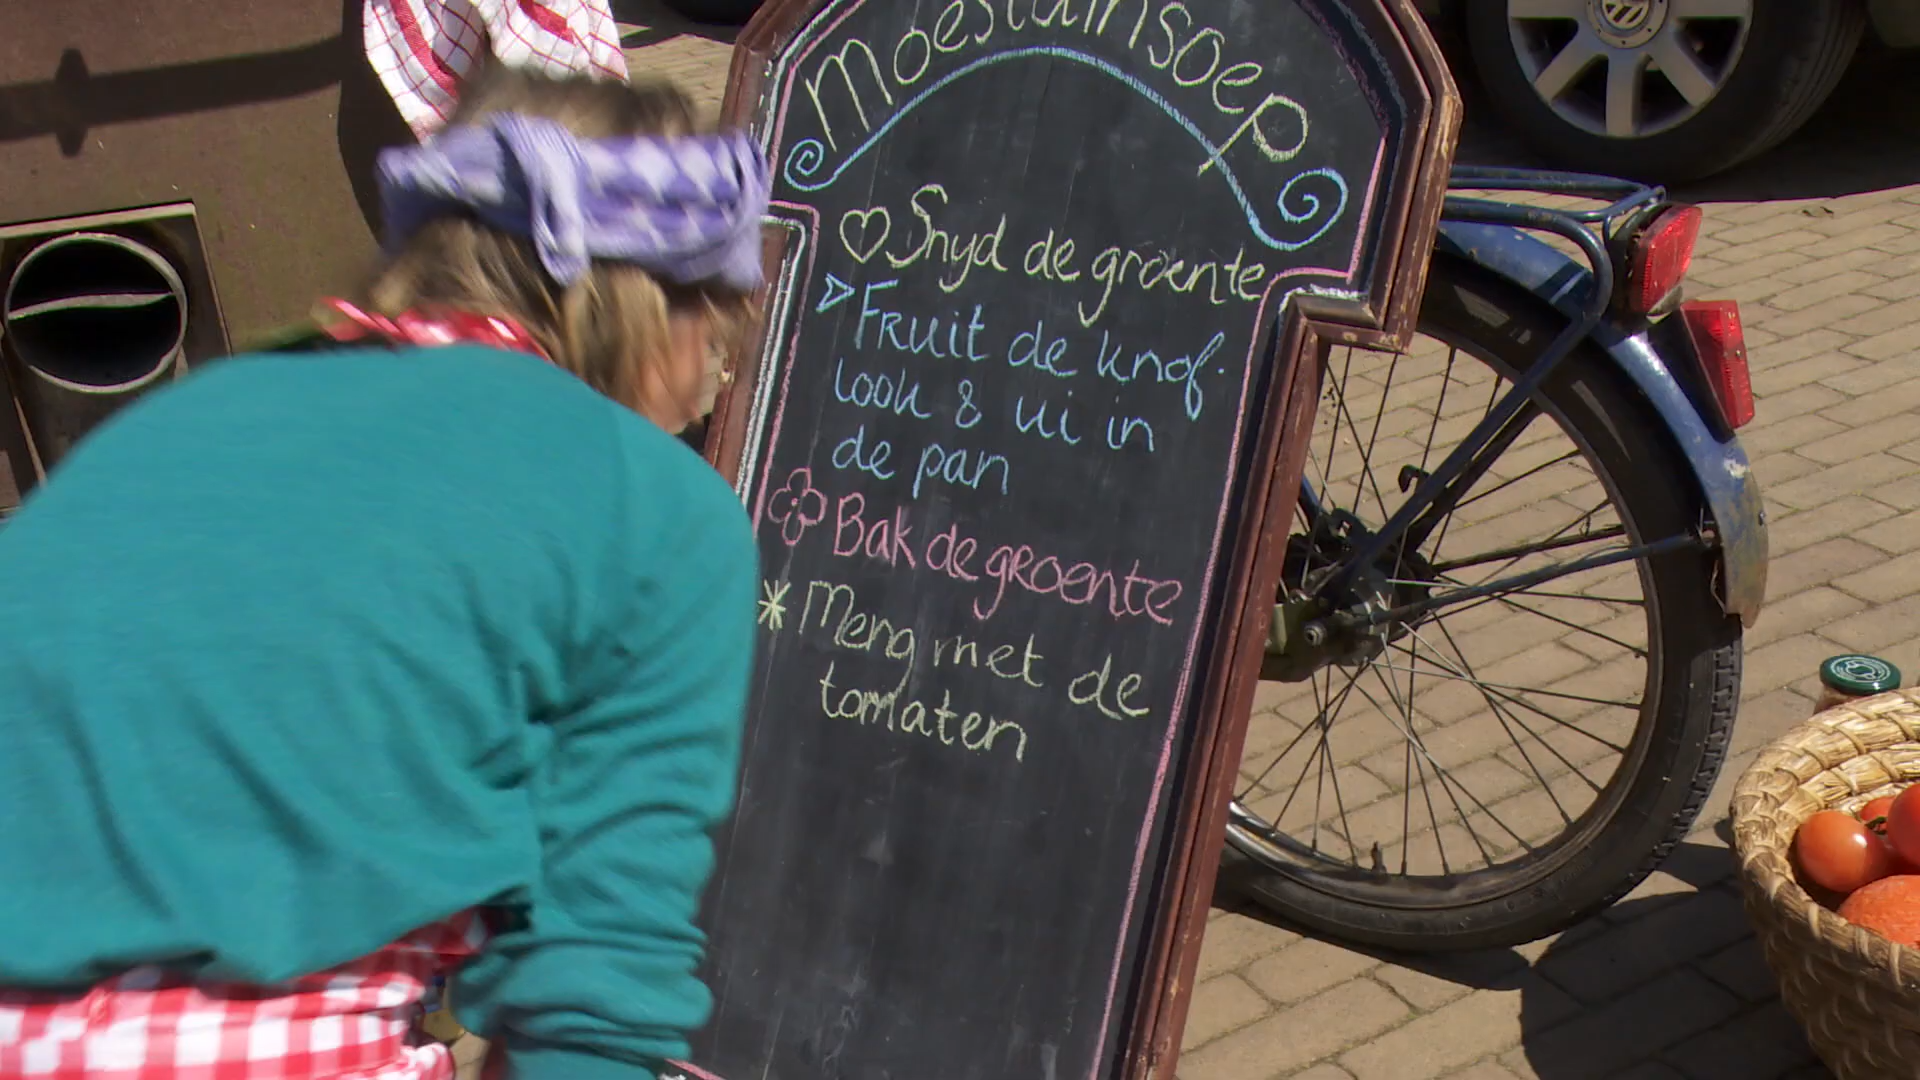 Moestuinsoep
Snyd de groente
Fruit de knof-
look & ui in
de pan
Bak de groente
Meng met de
tomaten